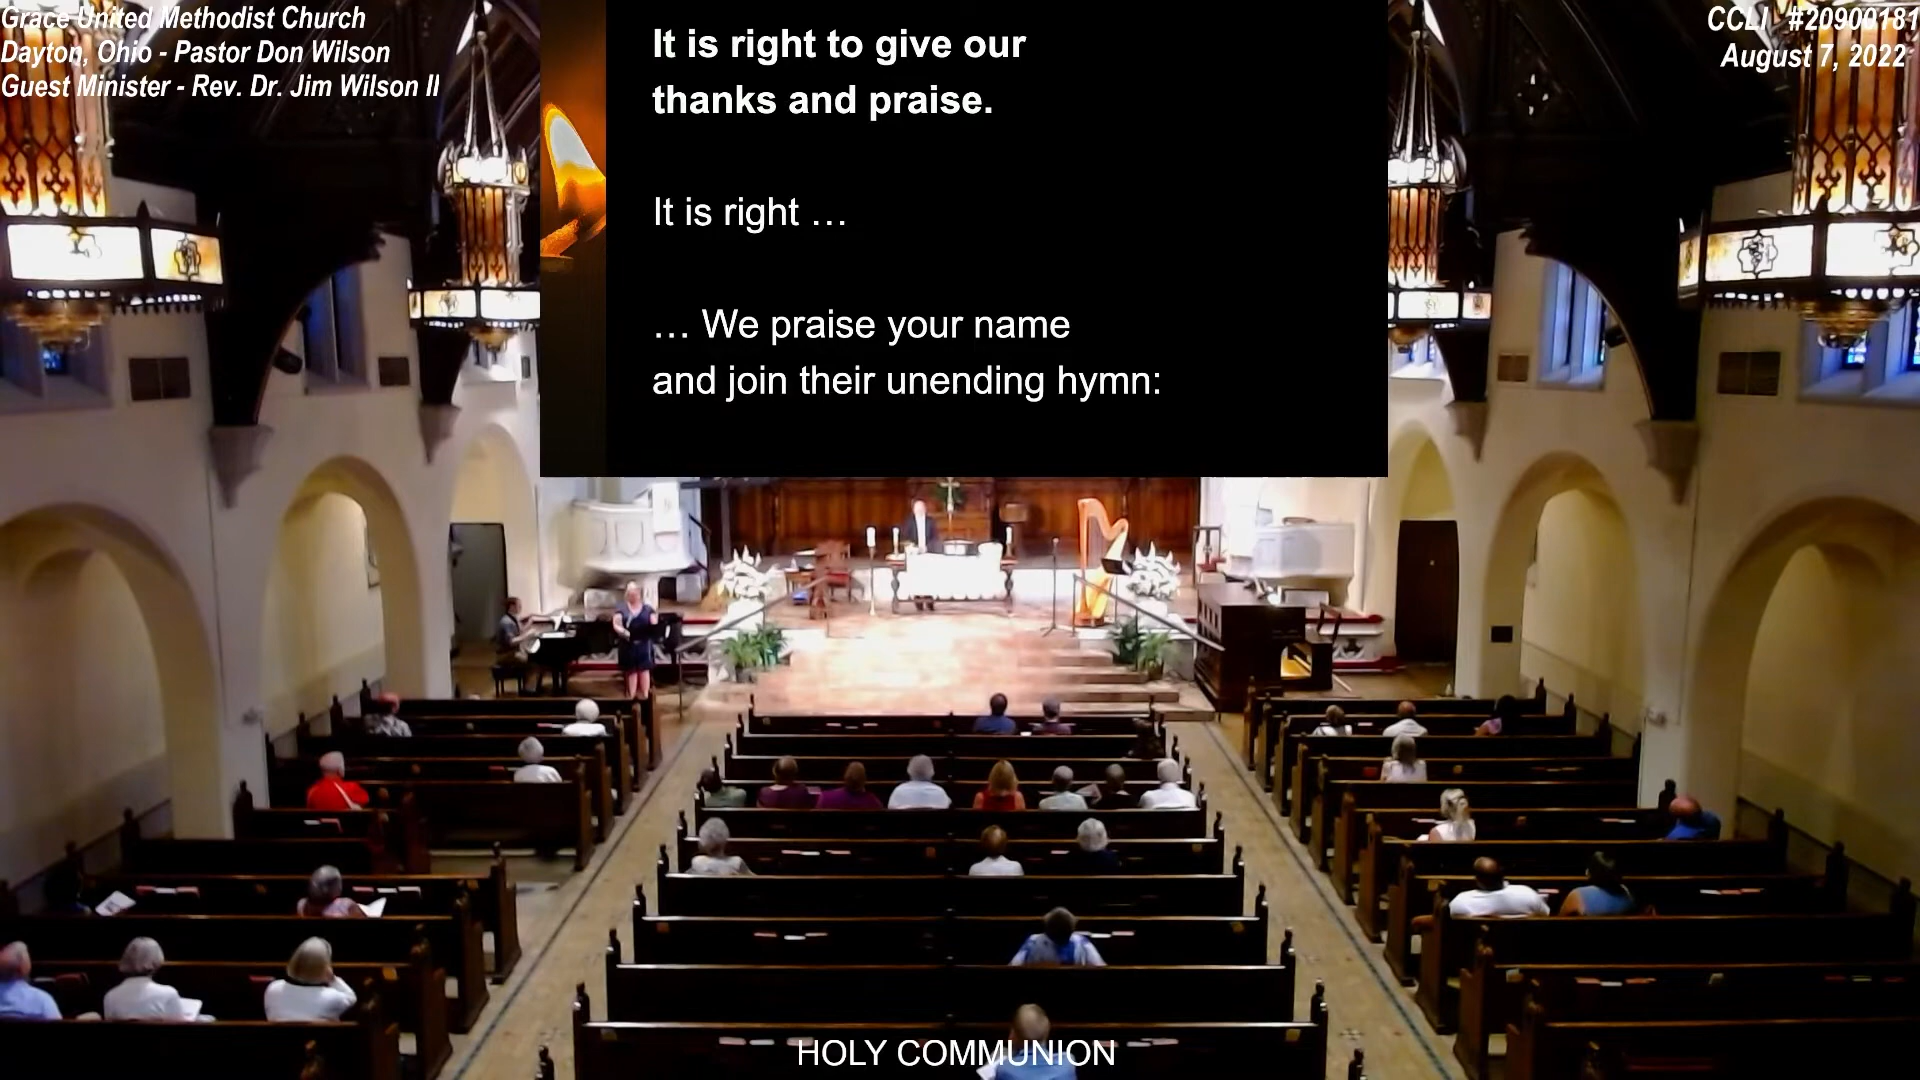 Grace United Methodist Church
Dayton, Ohio - Pastor Don Wilson
Guest Minister - Rev. Dr. Jim Wilson II
CCLI #20900181
August 7, 2022
It is right to give our
thanks and praise.
It is right …
… We praise your name
and join their unending hymn:
HOLY COMMUNION